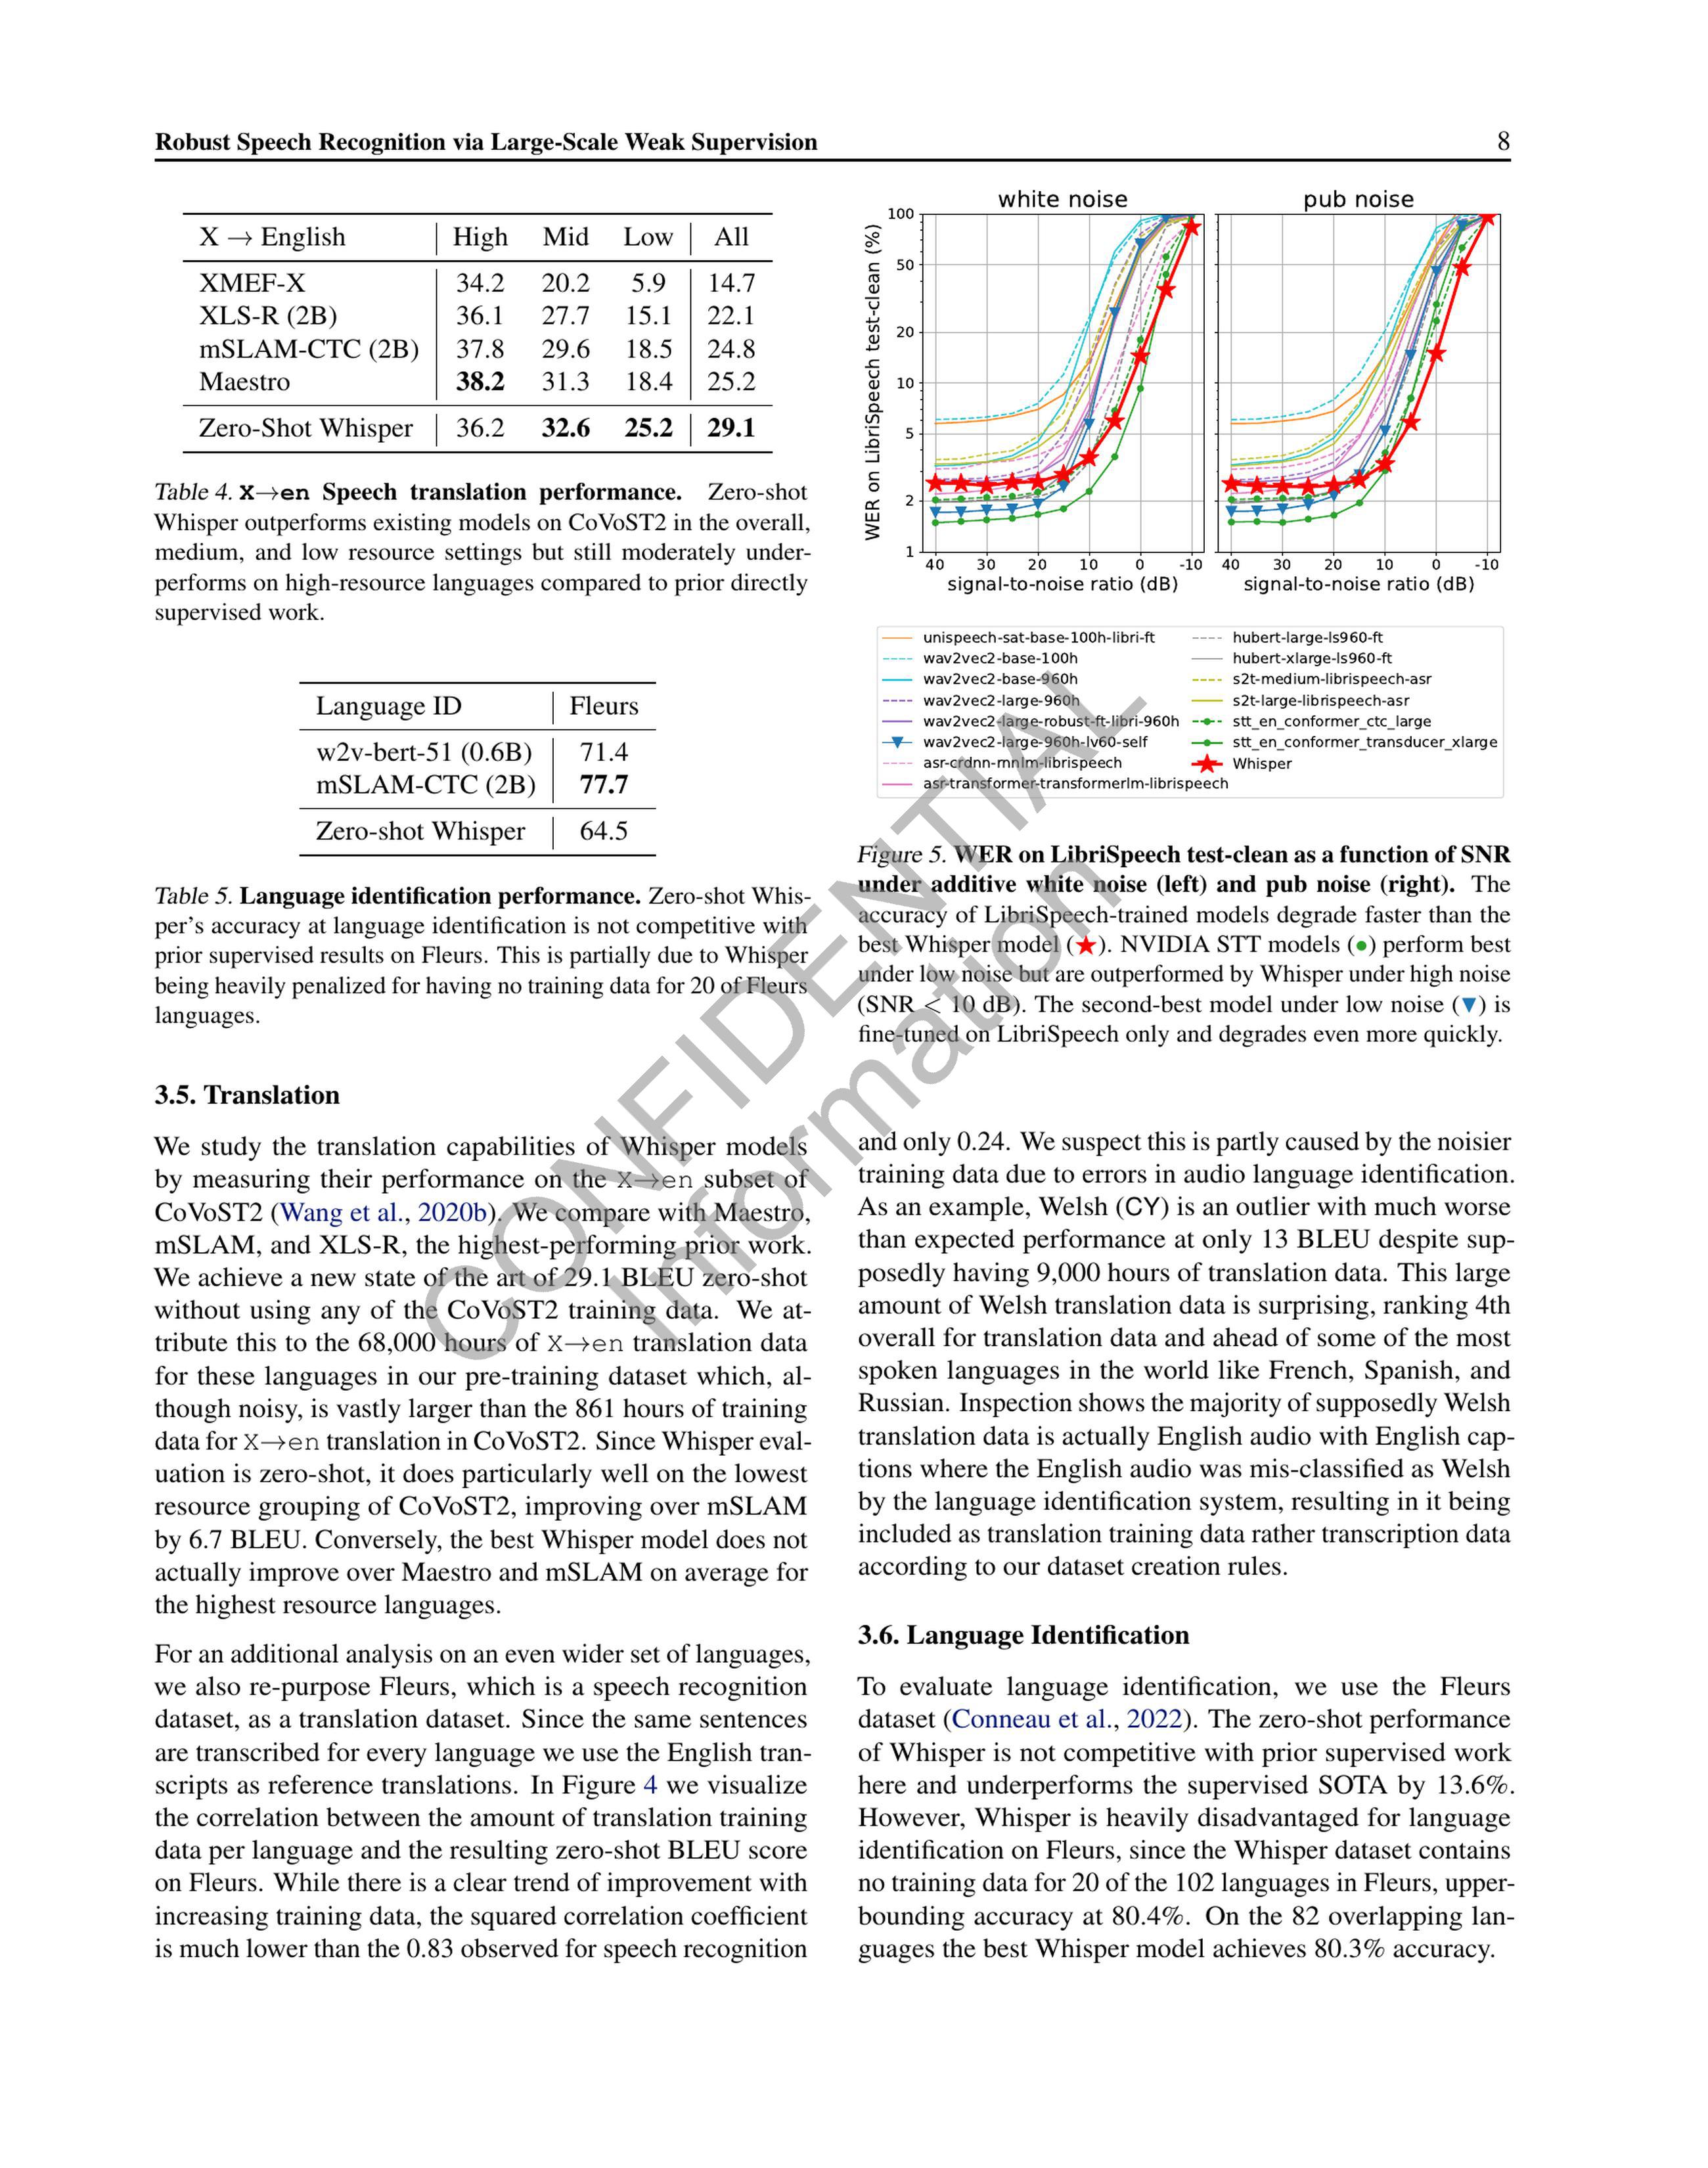 Robust Speech Recognition via Large-Scale Weak Supervision 8
X → English High Mid Low All
XMEF-X 34.2 20.2 5.9 14.7
XLS-R (2B) 36.1 27.7 15.1 22.1
mSLAM-CTC (2B) 37.8 29.6 18.5 24.8
Maestro 38.2 31.3 18.4 25.2
Zero-Shot Whisper 36.2 32.6 25.2 29.1
Table 4. X→en Speech translation performance. Zero-shot
Whisper outperforms existing models on CoVoST2 in the overall,
medium, and low resource settings but still moderately under-
performs on high-resource languages compared to prior directly
supervised work.
Language ID Fleurs
w2v-bert-51 (0.6B) 71.4
mSLAM-CTC (2B) 77.7
Zero-shot Whisper 64.5
Table 5. Language identification performance. Zero-shot Whis-
per's accuracy at language identification is not competitive with
prior supervised results on Fleurs. This is partially due to Whisper
being heavily penalized for having no training data for 20 of Fleurs
languages.
3.5. Translation
We study the translation capabilities of Whisper models
by measuring their performance on the X→en subset of
CoVoST2 (Wang et al., 2020b). We compare with Maestro,
mSLAM, and XLS-R, the highest-performing prior work.
We achieve a new state of the art of 29.1 BLEU zero-shot
without using any of the CoVoST2 training data. We at-
tribute this to the 68,000 hours of X→en translation data
for these languages in our pre-training dataset which, al-
though noisy, is vastly larger than the 861 hours of training
data for X→en translation in CoVoST2. Since Whisper eval-
uation is zero-shot, it does particularly well on the lowest
resource grouping of CoVoST2, improving over mSLAM
by 6.7 BLEU. Conversely, the best Whisper model does not
actually improve over Maestro and mSLAM on average for
the highest resource languages.
For an additional analysis on an even wider set of languages,
we also re-purpose Fleurs, which is a speech recognition
dataset, as a translation dataset. Since the same sentences
are transcribed for every language we use the English tran-
scripts as reference translations. In Figure 4 we visualize
the correlation between the amount of translation training
data per language and the resulting zero-shot BLEU score
on Fleurs. While there is a clear trend of improvement with
increasing training data, the squared correlation coefficient
is much lower than the 0.83 observed for speech recognition
white noise pub noise
WER on LibriSpeech test-clean (%)
100
50
20
10
5
2
1
40 30 20 10 0 -10 40 30 20 10 0 -10
signal-to-noise ratio (dB) signal-to-noise ratio (dB)
unispeech-sat-base-100h-libri-ft hubert-large-ls960-ft
wav2vec2-base-100h hubert-xlarge-ls960-ft
wav2vec2-base-960h s2t-medium-librispeech-asr
wav2vec2-large-960h s2t-large-librispeech-asr
wav2vec2-large-robust-ft-libri-960h stt_en_conformer_ctc_large
wav2vec2-large-960h-lv60-self stt_en_conformer_transducer_xlarge
asr-crdnn-rnnlm-librispeech Whisper
asr-transformer-transformerlm-librispeech
Figure 5. WER on LibriSpeech test-clean as a function of SNR
under additive white noise (left) and pub noise (right). The
accuracy of LibriSpeech-trained models degrade faster than the
best Whisper model (★). NVIDIA STT models (●) perform best
under low noise but are outperformed by Whisper under high noise
(SNR < 10 dB). The second-best model under low noise (▼) is
fine-tuned on LibriSpeech only and degrades even more quickly.
and only 0.24. We suspect this is partly caused by the noisier
training data due to errors in audio language identification.
As an example, Welsh (CY) is an outlier with much worse
than expected performance at only 13 BLEU despite sup-
posedly having 9,000 hours of translation data. This large
amount of Welsh translation data is surprising, ranking 4th
overall for translation data and ahead of some of the most
spoken languages in the world like French, Spanish, and
Russian. Inspection shows the majority of supposedly Welsh
translation data is actually English audio with English cap-
tions where the English audio was mis-classified as Welsh
by the language identification system, resulting in it being
included as translation training data rather transcription data
according to our dataset creation rules.
3.6. Language Identification
To evaluate language identification, we use the Fleurs
dataset (Conneau et al., 2022). The zero-shot performance
of Whisper is not competitive with prior supervised work
here and underperforms the supervised SOTA by 13.6%.
However, Whisper is heavily disadvantaged for language
identification on Fleurs, since the Whisper dataset contains
no training data for 20 of the 102 languages in Fleurs, upper-
bounding accuracy at 80.4%. On the 82 overlapping lan-
guages the best Whisper model achieves 80.3% accuracy.
CONFIDENTIAL
Information